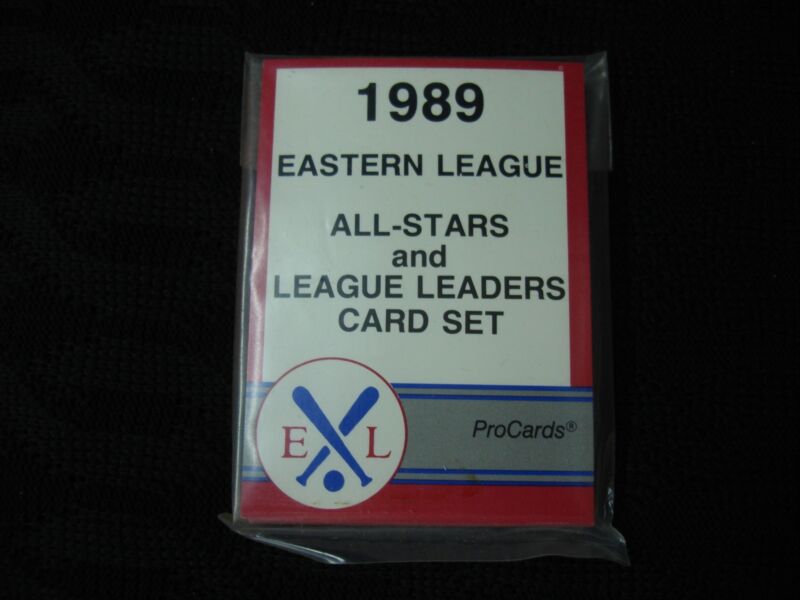 1989
EASTERN LEAGUE
ALL-STARS
and
LEAGUE LEADERS
CARD SET
E L
ProCards®